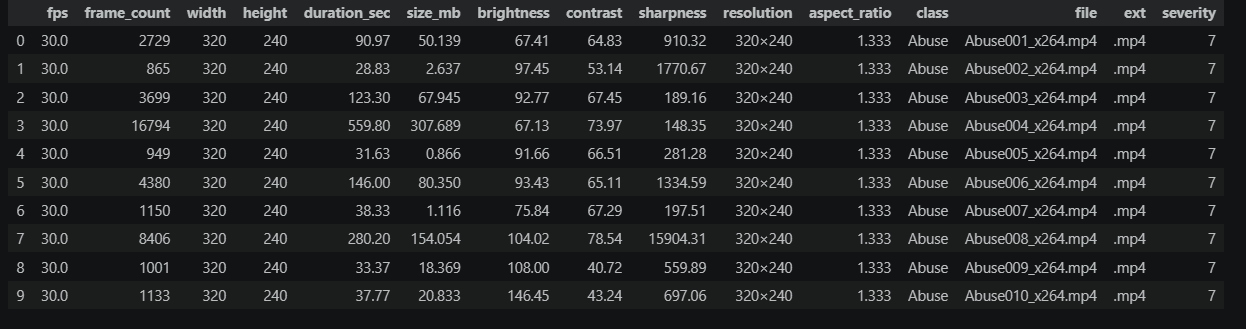 fps frame_count width height duration_sec size_mb brightness contrast sharpness resolution aspect_ratio class file ext severity
0 30.0 2729 320 240 90.97 50.139 67.41 64.83 910.32 320×240 1.333 Abuse Abuse001_x264.mp4 .mp4 7
1 30.0 865 320 240 28.83 2.637 97.45 53.14 1770.67 320×240 1.333 Abuse Abuse002_x264.mp4 .mp4 7
2 30.0 3699 320 240 123.30 67.945 92.77 67.45 189.16 320×240 1.333 Abuse Abuse003_x264.mp4 .mp4 7
3 30.0 16794 320 240 559.80 307.689 67.13 73.97 148.35 320×240 1.333 Abuse Abuse004_x264.mp4 .mp4 7
4 30.0 949 320 240 31.63 0.866 91.66 66.51 281.28 320×240 1.333 Abuse Abuse005_x264.mp4 .mp4 7
5 30.0 4380 320 240 146.00 80.350 93.43 65.11 1334.59 320×240 1.333 Abuse Abuse006_x264.mp4 .mp4 7
6 30.0 1150 320 240 38.33 1.116 75.84 67.29 197.51 320×240 1.333 Abuse Abuse007_x264.mp4 .mp4 7
7 30.0 8406 320 240 280.20 154.054 104.02 78.54 15904.31 320×240 1.333 Abuse Abuse008_x264.mp4 .mp4 7
8 30.0 1001 320 240 33.37 18.369 108.00 40.72 559.89 320×240 1.333 Abuse Abuse009_x264.mp4 .mp4 7
9 30.0 1133 320 240 37.77 20.833 146.45 43.24 697.06 320×240 1.333 Abuse Abuse010_x264.mp4 .mp4 7